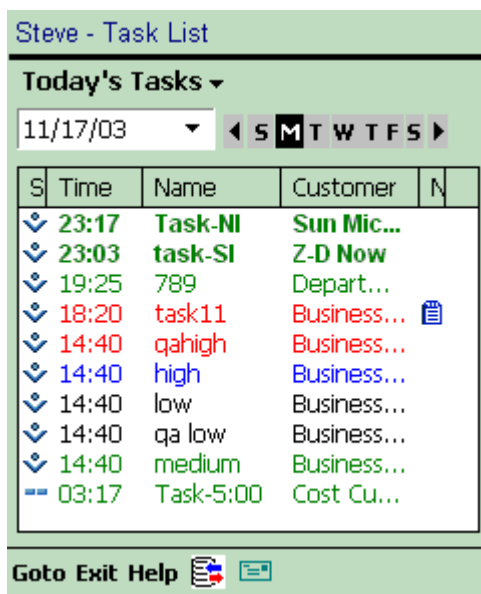 Steve - Task List
Today's Tasks
11/17/03 S M T W T F S
S Time Name Customer N
23:17 Task-NI Sun Mic...
23:03 task-SI Z-D Now
19:25 789 Depart...
18:20 task11 Business...
14:40 qahigh Business...
14:40 high Business...
14:40 low Business...
14:40 qa low Business...
14:40 medium Business...
03:17 Task-5:00 Cost Cu...
Goto Exit Help